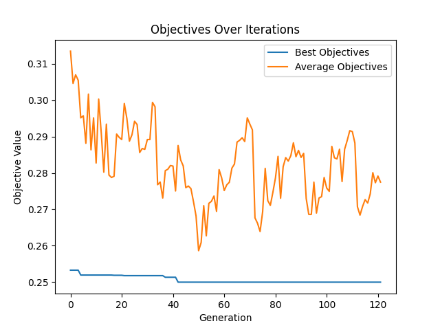 Objectives Over Iterations
Best Objectives
Average Objectives
Objective Value
0.31
0.30
0.29
0.28
0.27
0.26
0.25
0 20 40 60 80 100 120
Generation